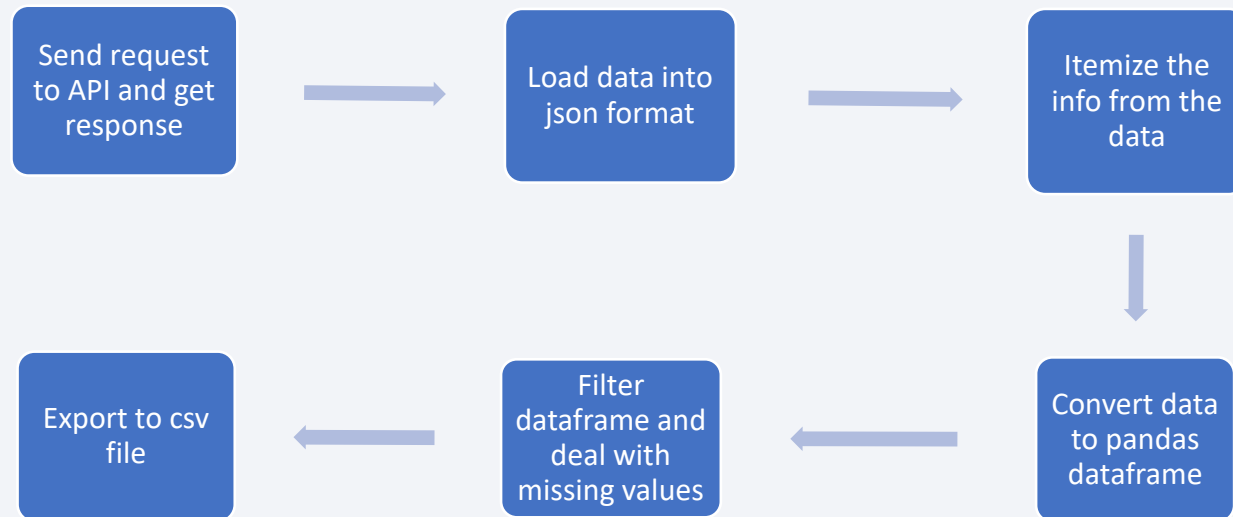 Send request
to API and get
response
Load data into
json format
Itemize the
info from the
data
Convert data
to pandas
dataframe
Filter
dataframe and
deal with
missing values
Export to csv
file